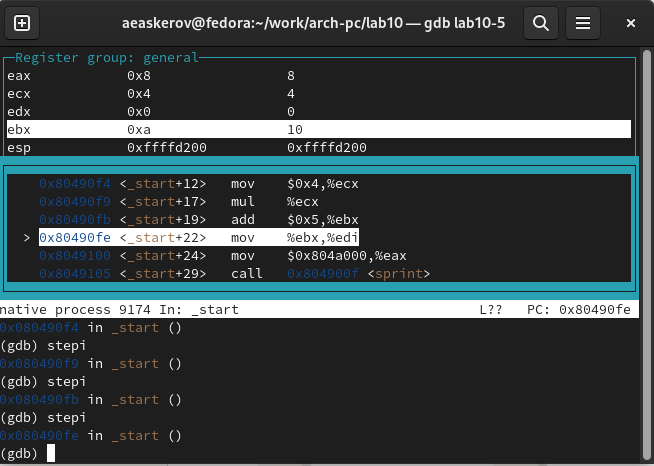 aeaskerov@fedora:~/work/arch-pc/lab10 — gdb lab10-5
Register group: general
eax 0x8 8
ecx 0x4 4
edx 0x0 0
ebx 0xa 10
esp 0xffffd200 0xffffd200
0x80490f4 <_start+12> mov $0x4,%ecx
0x80490f9 <_start+17> mul %ecx
0x80490fb <_start+19> add $0x5,%ebx
> 0x80490fe <_start+22> mov %ebx,%edi
0x8049100 <_start+24> mov $0x804a000,%eax
0x8049105 <_start+29> call 0x804900f <sprint>
native process 9174 In: _start L?? PC: 0x80490fe
0x080490f4 in _start ()
(gdb) stepi
0x080490f9 in _start ()
(gdb) stepi
0x080490fb in _start ()
(gdb) stepi
0x080490fe in _start ()
(gdb)